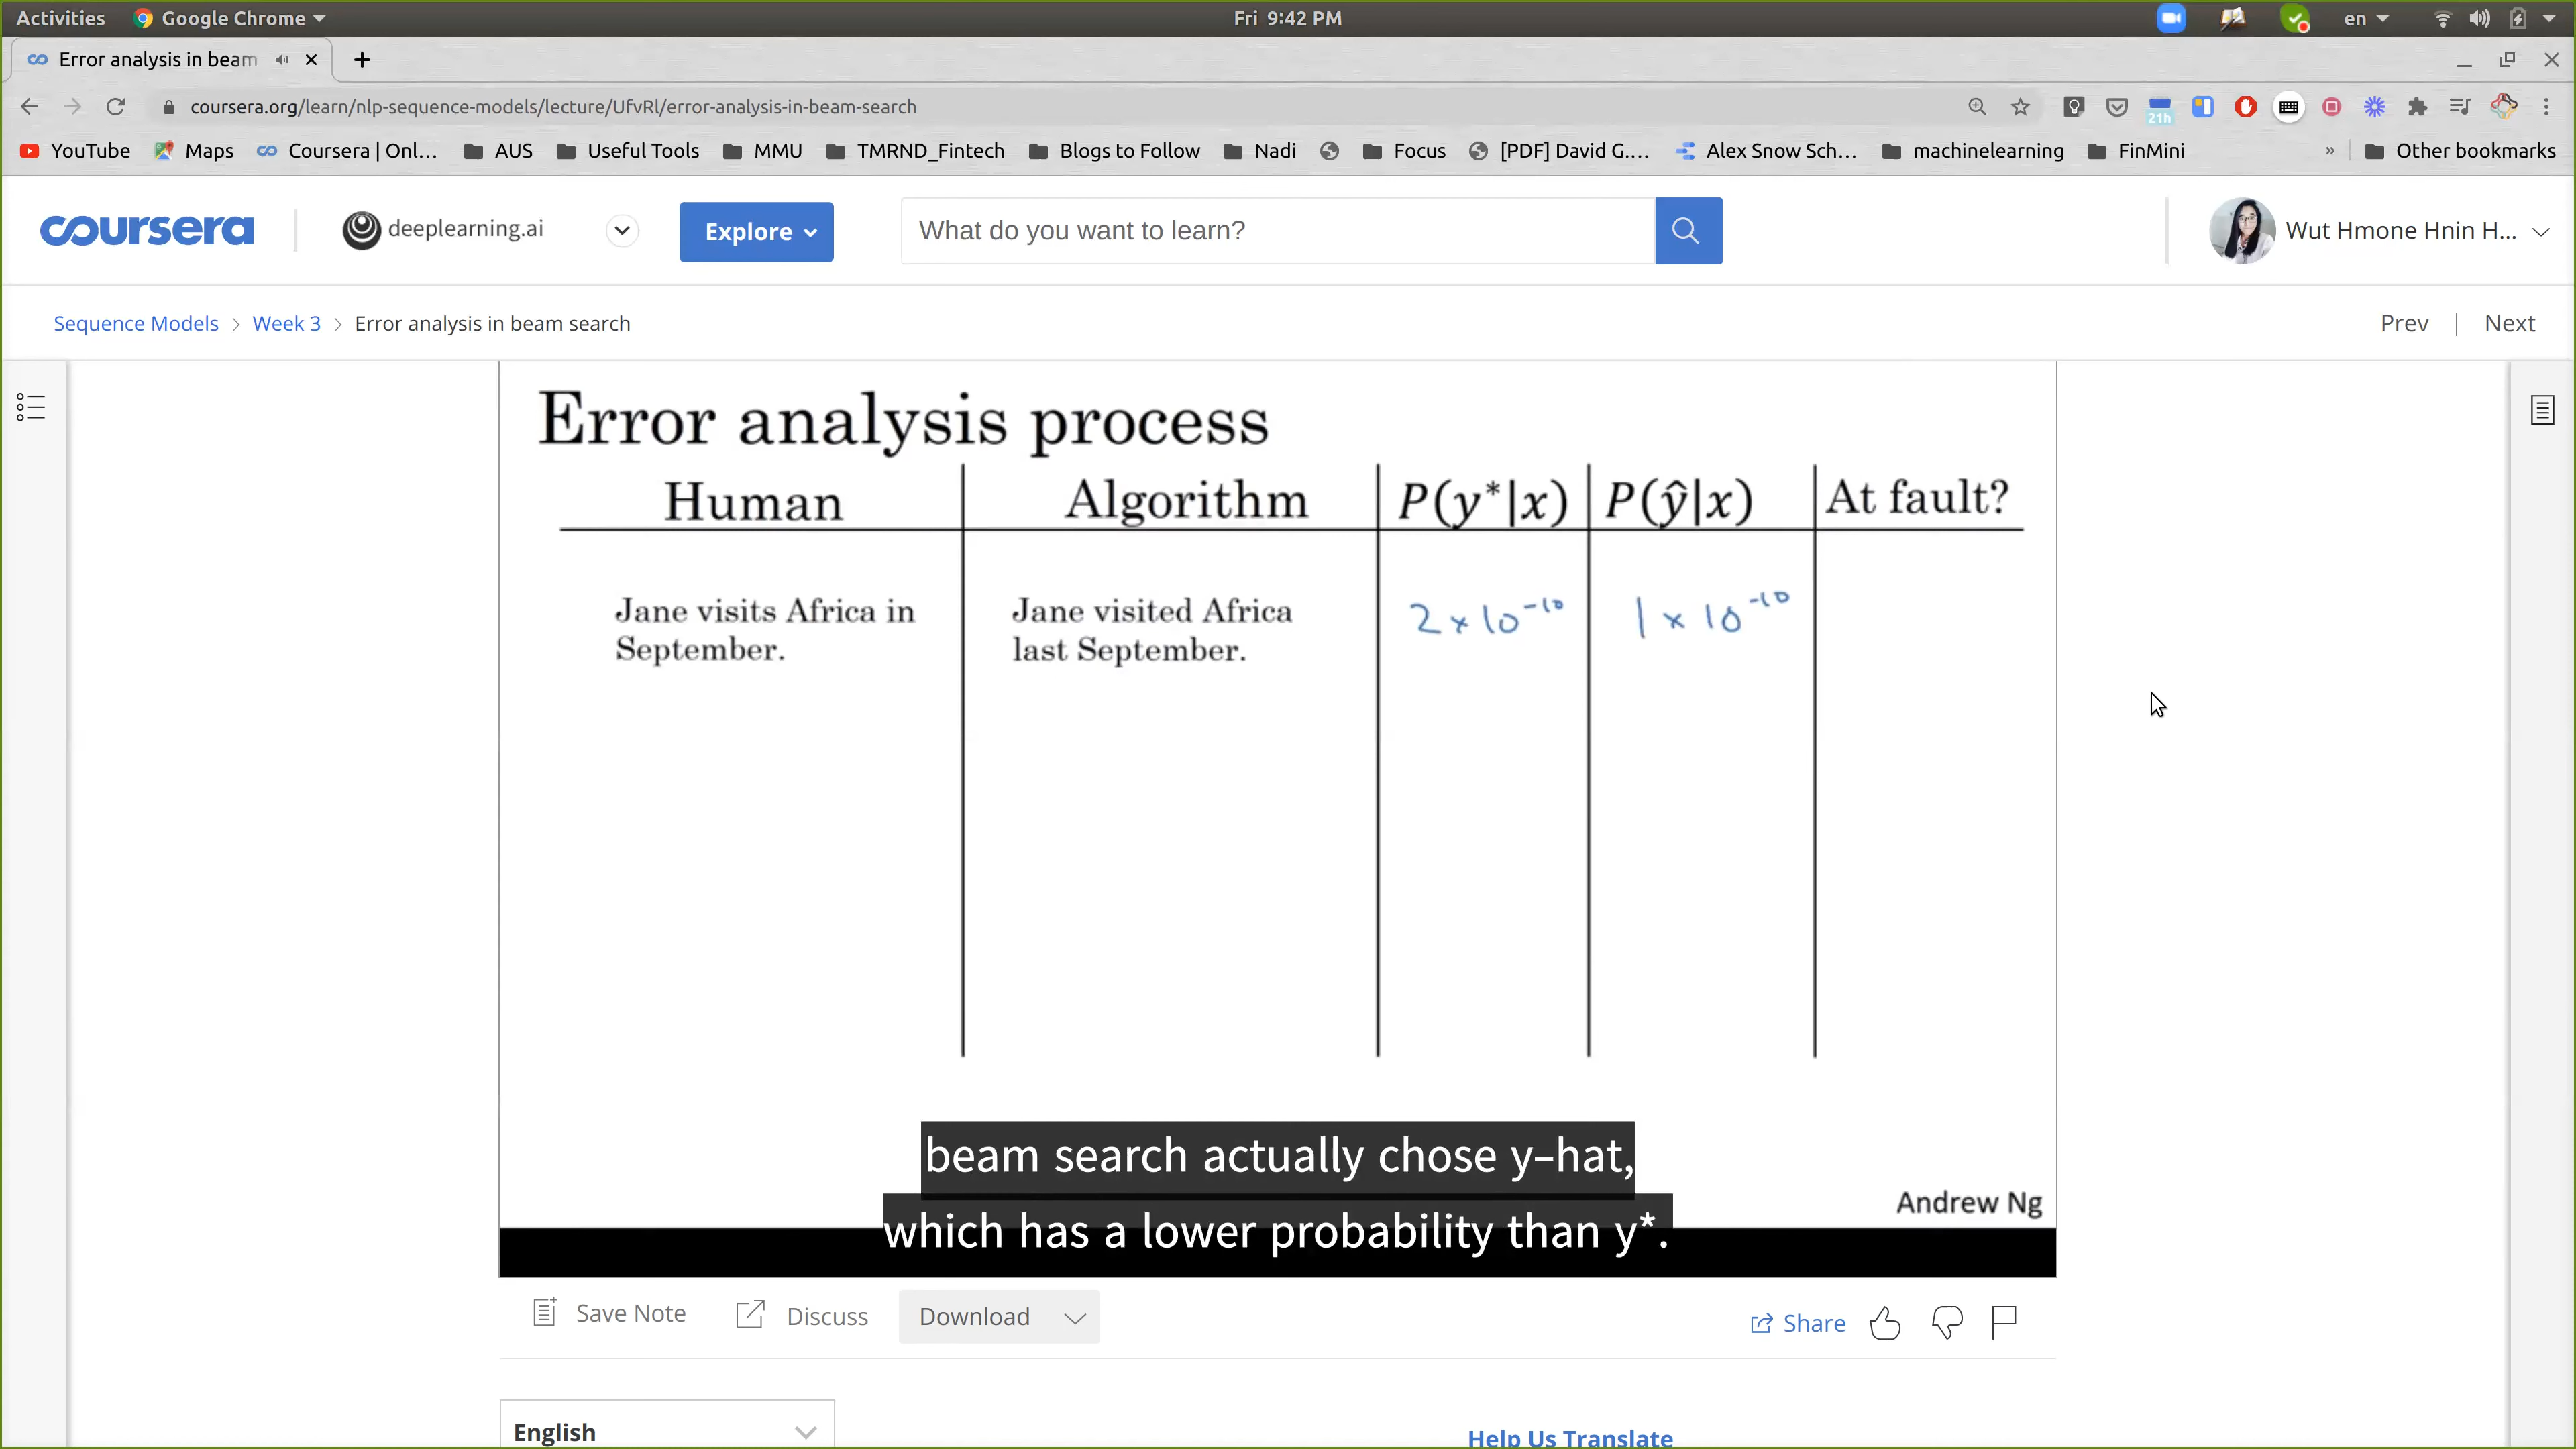 Activities Google Chrome Fri 9:42 PM en
Error analysis in beam
coursera.org/learn/nlp-sequence-models/lecture/UfvRl/error-analysis-in-beam-search 21h
YouTube Maps Coursera | Onl... AUS Useful Tools MMU TMRND_Fintech Blogs to Follow Nadi Focus [PDF] David G.... Alex Snow Sch... machinelearning FinMini » Other bookmarks
coursera deeplearning.ai Explore What do you want to learn? Wut Hmone Hnin H...
Sequence Models > Week 3 > Error analysis in beam search Prev | Next
Error analysis process
Human Algorithm P(y*|x) P(ŷ|x) At fault?
Jane visits Africa in Jane visited Africa 2 x 10⁻¹⁰ 1 x 10⁻¹⁰
September. last September.
beam search actually chose y–hat,
which has a lower probability than y*.
Andrew Ng
Save Note Discuss Download Share
English Help Us Translate